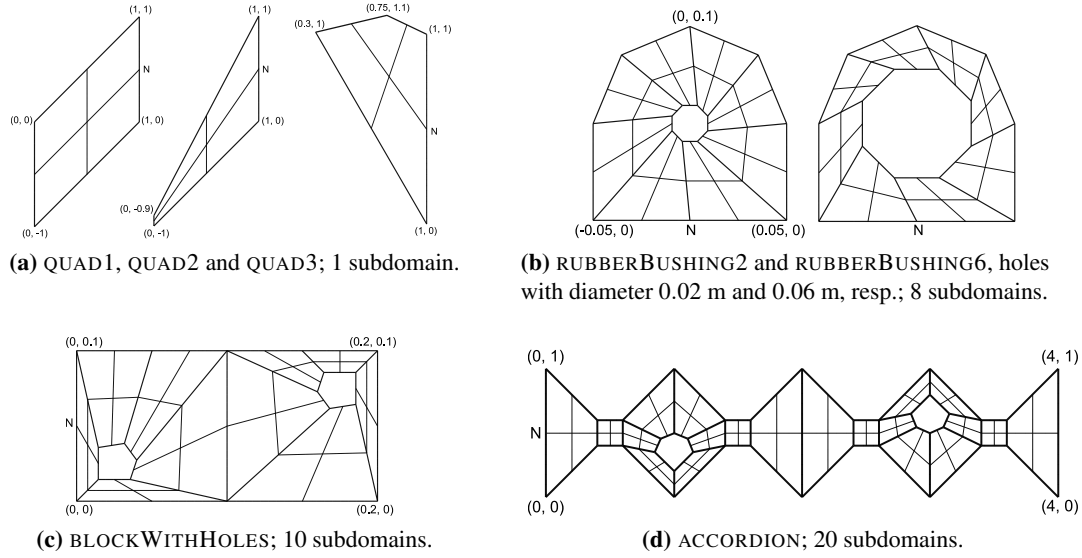 (1, 1)
(1, 1)
(0.75, 1.1)
(0.3, 1)
(1, 1)
N
N
(0, 0)
(1, 0)
(1, 0)
N
(0, -0.9)
(0, -1)
(0, -1)
(1, 0)
(a) QUAD1, QUAD2 and QUAD3; 1 subdomain.
(0, 0.1)
(-0.05, 0)
N
(0.05, 0)
N
(b) RUBBERBUSHING2 and RUBBERBUSHING6, holes
with diameter 0.02 m and 0.06 m, resp.; 8 subdomains.
(0, 0.1)
(0.2, 0.1)
N
(0, 0)
(0.2, 0)
(c) BLOCKWITHHOLES; 10 subdomains.
(0, 1)
(4, 1)
N
(0, 0)
(4, 0)
(d) ACCORDION; 20 subdomains.